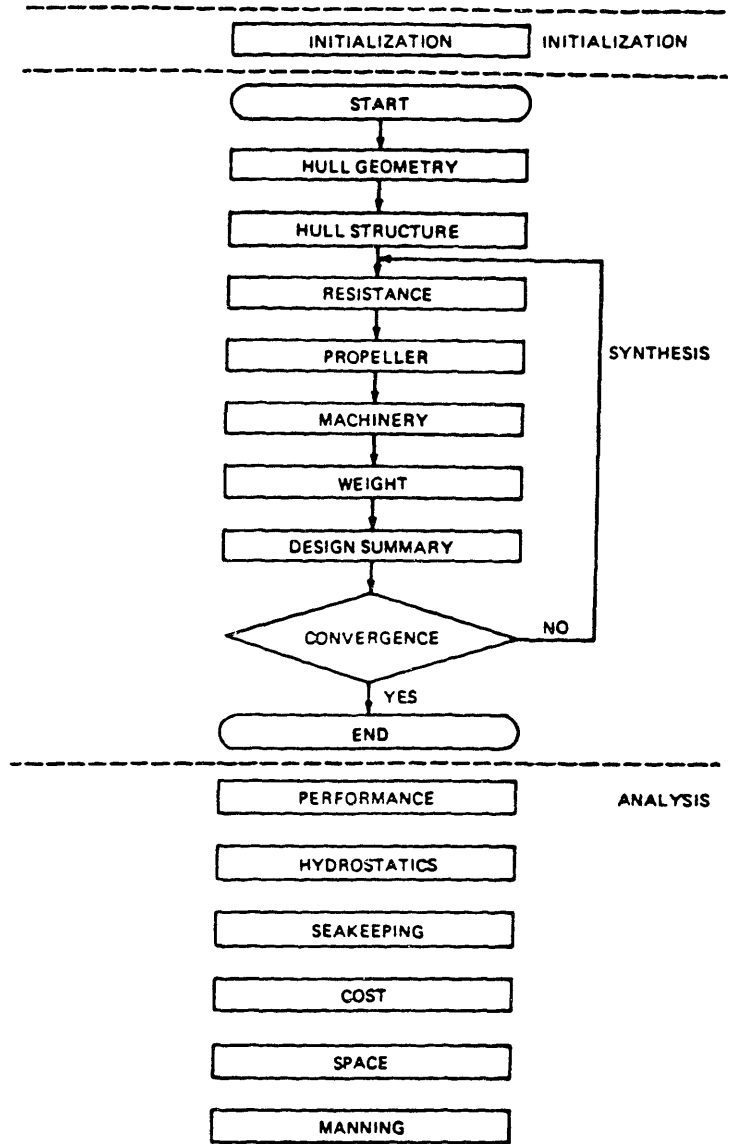 INITIALIZATION INITIALIZATION
START
HULL GEOMETRY
HULL STRUCTURE
RESISTANCE
PROPELLER
SYNTHESIS
MACHINERY
WEIGHT
DESIGN SUMMARY
CONVERGENCE
NO
YES
END
PERFORMANCE
ANALYSIS
HYDROSTATICS
SEAKEEPING
COST
SPACE
MANNING